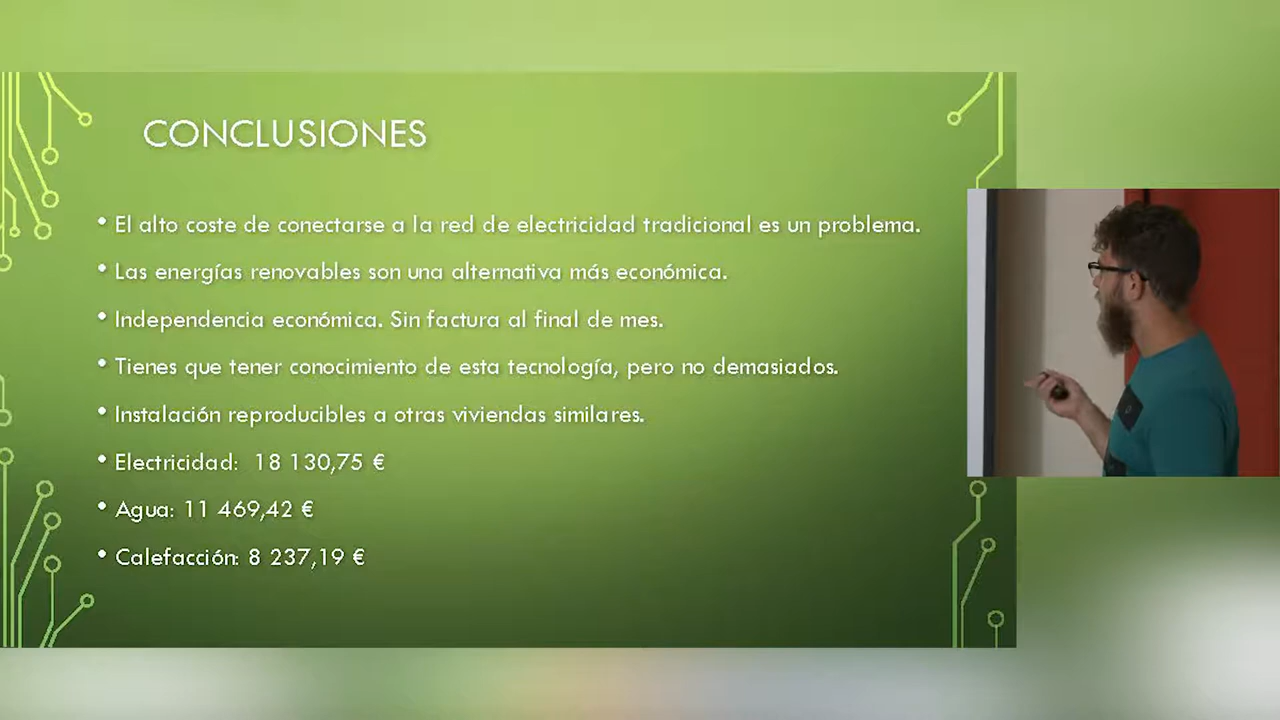 CONCLUSIONES
• El alto coste de conectarse a la red de electricidad tradicional es un problema.
• Las energías renovables son una alternativa más económica.
• Independencia económica. Sin factura al final de mes.
• Tienes que tener conocimiento de esta tecnología, pero no demasiados.
• Instalación reproducibles a otras viviendas similares.
• Electricidad: 18 130,75 €
• Agua: 11 469,42 €
• Calefacción: 8 237,19 €